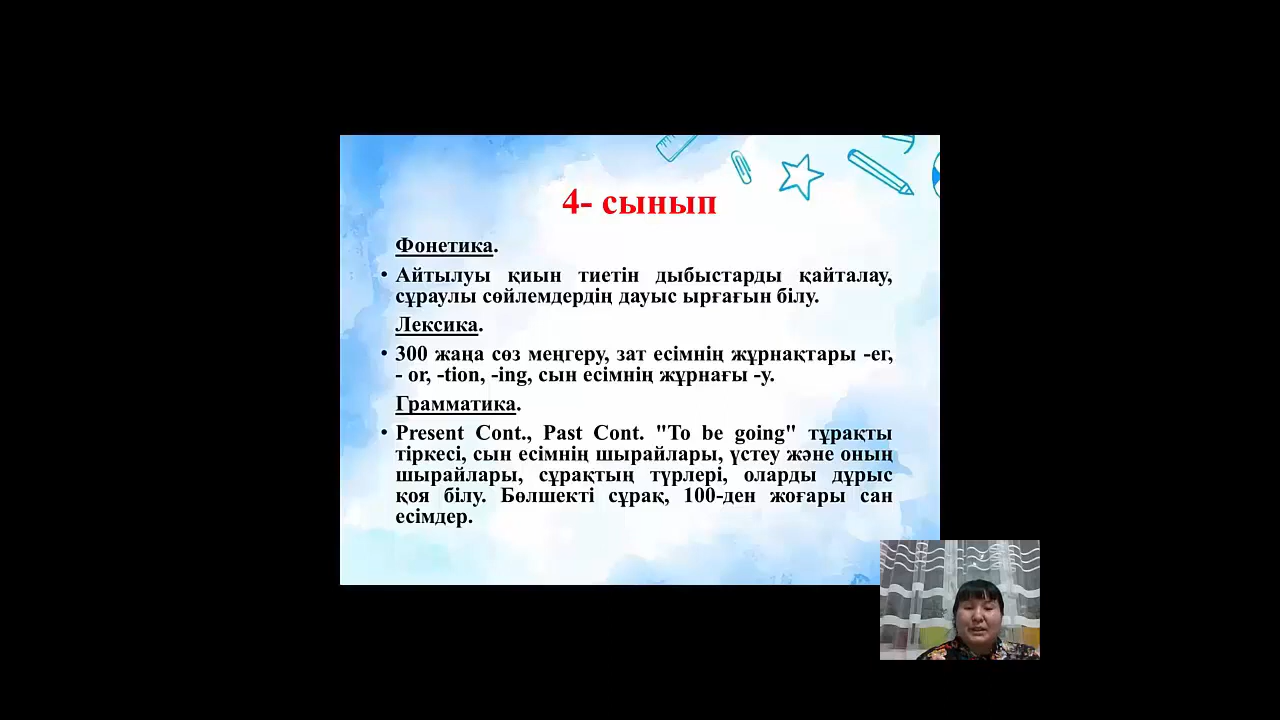 4- сынып
Фонетика.
• Айтылуы қиын тиетін дыбыстарды қайталау,
сұраулы сөйлемдердің дауыс ырғағын білу.
Лексика.
• 300 жаңа сөз меңгеру, зат есімнің жұрнақтары -ег,
- or, -tion, -ing, сын есімнің жұрнағы -у.
Грамматика.
• Present Cont., Past Cont. "To be going" тұрақты
тіркесі, сын есімнің шырайлары, үстеу және оның
шырайлары, сұрақтың түрлері, оларды дұрыс
қоя білу. Бөлшекті сұрақ, 100-ден жоғары сан
есімдер.